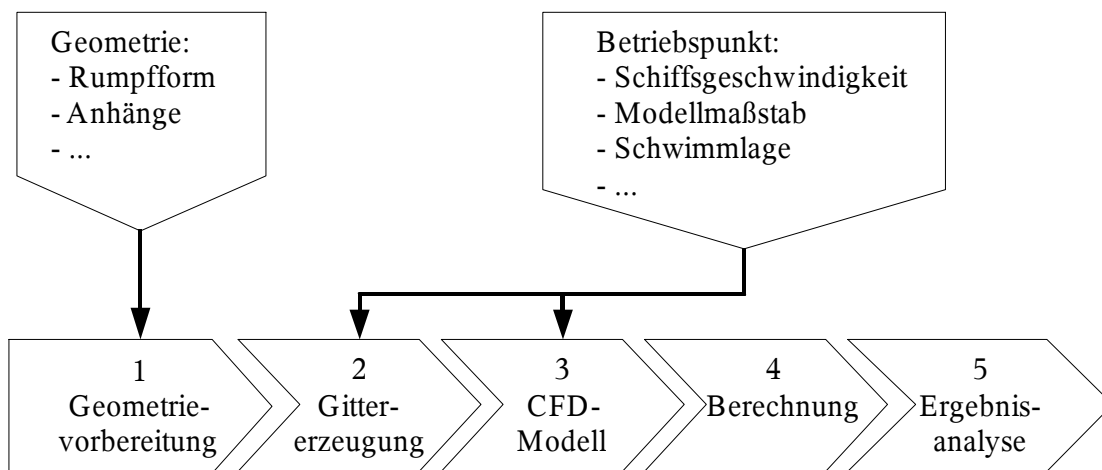 Geometrie:
- Rumpfform
- Anhänge
- ...
Betriebspunkt:
- Schiffsgeschwindigkeit
- Modellmaßstab
- Schwimmlage
- ...
1
Geometrie-
vorbereitung
2
Gitter-
erzeugung
3
CFD-
Modell
4
Berechnung
5
Ergebnis-
analyse